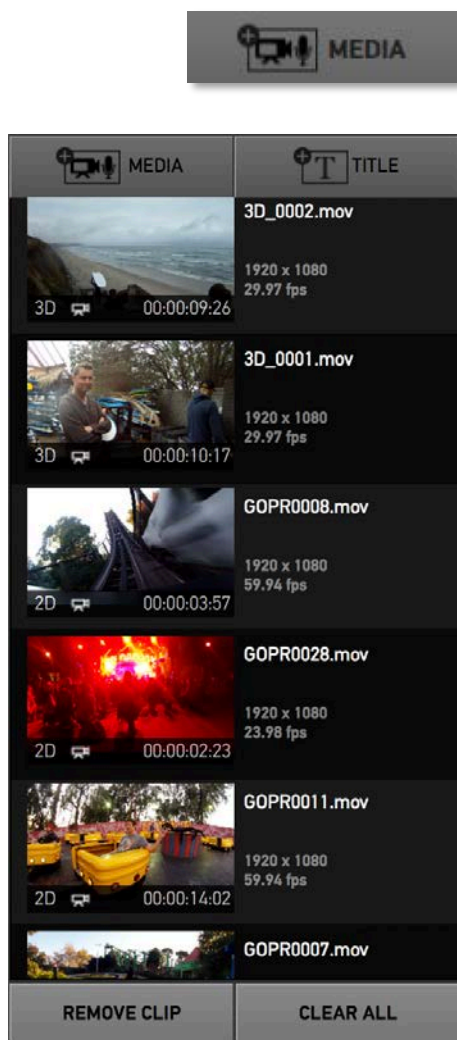 MEDIA
MEDIA
T TITLE
3D_0002.mov
1920 x 1080
29.97 fps
3D 00:00:09:26
3D_0001.mov
1920 x 1080
29.97 fps
3D 00:00:10:17
GOPR0008.mov
1920 x 1080
59.94 fps
2D 00:00:03:57
GOPR0028.mov
1920 x 1080
23.98 fps
2D 00:00:02:23
GOPR0011.mov
1920 x 1080
59.94 fps
2D 00:00:14:02
GOPR0007.mov
REMOVE CLIP
CLEAR ALL